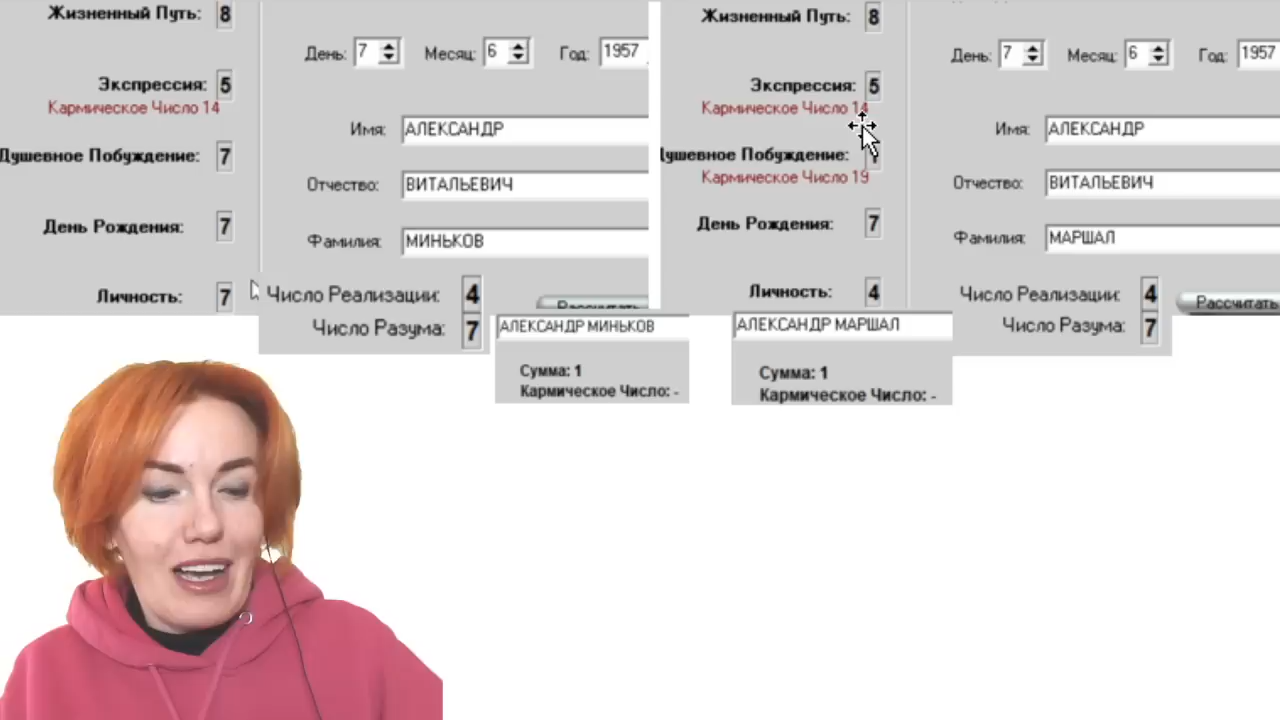 Жизненный Путь: 8
День: 7 Месяц: 6 Год: 1957
Экспрессия: 5
Кармическое Число 14
Имя: АЛЕКСАНДР
Душевное Побуждение: 7
Отчество: ВИТАЛЬЕВИЧ
День Рождения: 7
Фамилия: МИНЬКОВ
Личность: 7
Число Реализации: 4
Рассчитать
Число Разума: 7
АЛЕКСАНДР МИНЬКОВ
Сумма: 1
Кармическое Число: -
Жизненный Путь: 8
День: 7 Месяц: 6 Год: 1957
Экспрессия: 5
Кармическое Число 14
Имя: АЛЕКСАНДР
Душевное Побуждение:
Кармическое Число 19
Отчество: ВИТАЛЬЕВИЧ
День Рождения: 7
Фамилия: МАРШАЛ
Личность: 4
Число Реализации: 4
Рассчитать
Число Разума: 7
АЛЕКСАНДР МАРШАЛ
Сумма: 1
Кармическое Число: -